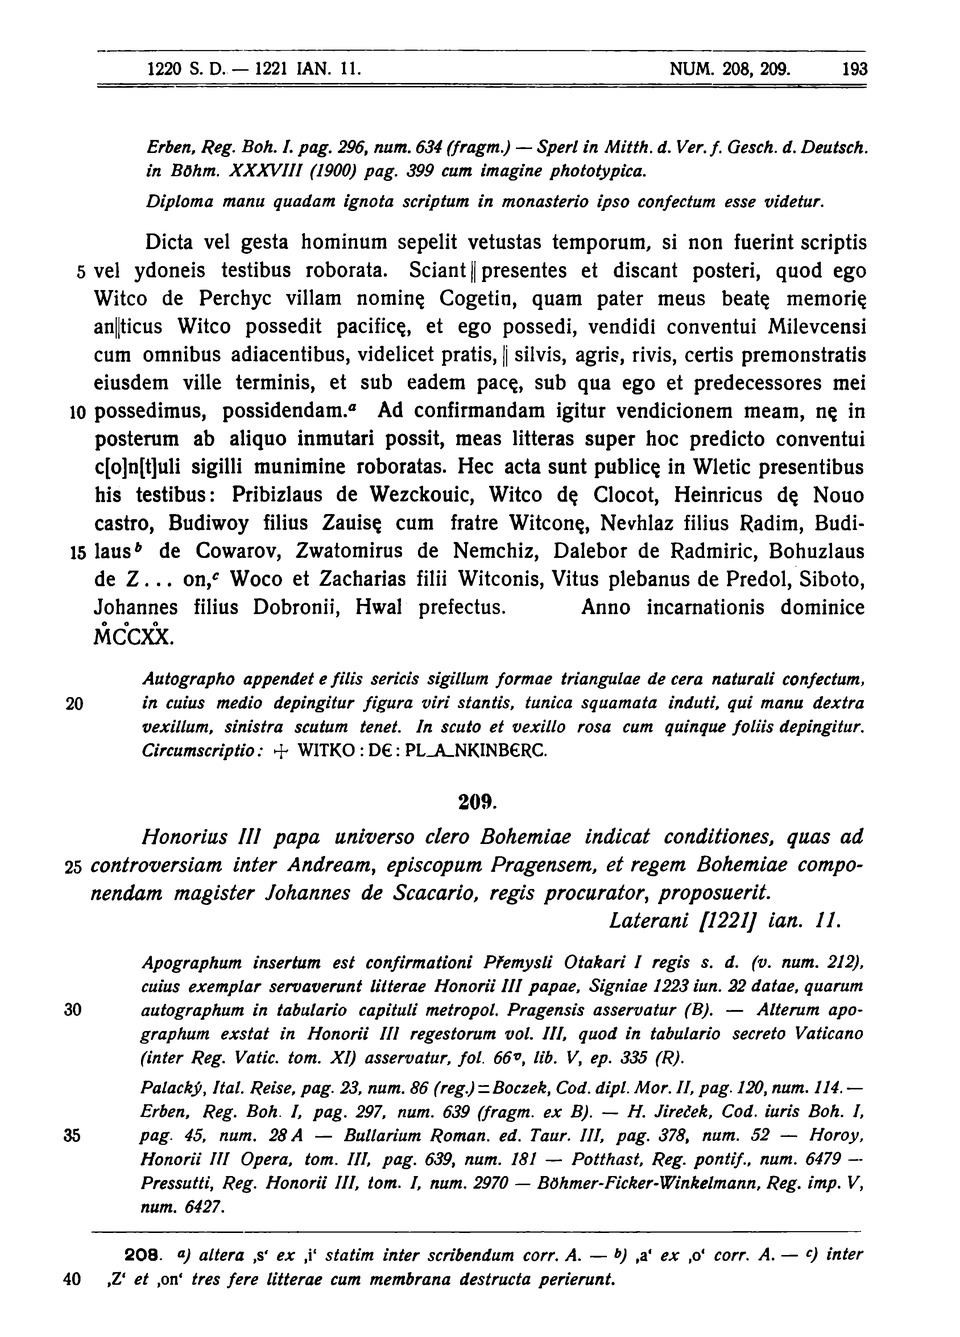 1220 S. D. — 1221 IAN. 11. NUM. 208, 209. 193
Erben, Reg. Boh. I. pag. 296, num. 634 (fragm.) — Sperl in Mitth. d. Ver. f. Gesch. d. Deutsch.
in Böhm. XXXVIII (1900) pag. 399 cum imagine phototypica.
Diploma manu quadam ignota scriptum in monasterio ipso confectum esse videtur.
Dicta vel gesta hominum sepelit vetustas temporum, si non fuerint scriptis
5 vel ydoneis testibus roborata. Sciant || presentes et discant posteri, quod ego
Witco de Perchyc villam nominę Cogetin, quam pater meus beatę memorię
an||ticus Witco possedit pacificę, et ego possedi, vendidi conventui Milevcensi
cum omnibus adiacentibus, videlicet pratis, || silvis, agris, rivis, certis premonstratis
eiusdem ville terminis, et sub eadem pacę, sub qua ego et predecessores mei
10 possedimus, possidendam.ᵃ Ad confirmandam igitur vendicionem meam, nę in
posterum ab aliquo inmutari possit, meas litteras super hoc predicto conventui
c[o]n[t]uli sigilli munimine roboratas. Hec acta sunt publicę in Wletic presentibus
his testibus: Pribizlaus de Wezckouic, Witco dę Clocot, Heinricus dę Nouo
castro, Budiwoy filius Zauisę cum fratre Witconę, Nevhlaz filius Radim, Budi-
15 lausᵇ de Cowarov, Zwatomirus de Nemchiz, Dalebor de Radmiric, Bohuzlaus
de Z... on,ᶜ Woco et Zacharias filii Witconis, Vitus plebanus de Predol, Siboto,
Johannes filius Dobronii, Hwal prefectus. Anno incarnationis dominice
M̊C̊CXX̊.
Autographo appendet e filis sericis sigillum formae triangulae de cera naturali confectum,
20 in cuius medio depingitur figura viri stantis, tunica squamata induti, qui manu dextra
vexillum, sinistra scutum tenet. In scuto et vexillo rosa cum quinque foliis depingitur.
Circumscriptio: + WITKO : DЄ : PL_A_NKINBЄRC.
209.
Honorius III papa universo clero Bohemiae indicat conditiones, quas ad
25 controversiam inter Andream, episcopum Pragensem, et regem Bohemiae compo-
nendam magister Johannes de Scacario, regis procurator, proposuerit.
Laterani [1221] ian. 11.
Apographum insertum est confirmationi Přemysli Otakari I regis s. d. (v. num. 212),
cuius exemplar servaverunt litterae Honorii III papae, Signiae 1223 iun. 22 datae, quarum
30 autographum in tabulario capituli metropol. Pragensis asservatur (B). — Alterum apo-
graphum exstat in Honorii III regestorum vol. III, quod in tabulario secreto Vaticano
(inter Reg. Vatic. tom. XI) asservatur, fol. 66ᵛ, lib. V, ep. 335 (R).
Palacký, Ital. Reise, pag. 23, num. 86 (reg.) = Boczek, Cod. dipl. Mor. II, pag. 120, num. 114. —
Erben, Reg. Boh. I, pag. 297, num. 639 (fragm. ex B). — H. Jireček, Cod. iuris Boh. I,
35 pag. 45, num. 28 A — Bullarium Roman. ed. Taur. III, pag. 378, num. 52 — Horoy,
Honorii III Opera, tom. III, pag. 639, num. 181 — Potthast, Reg. pontif., num. 6479 —
Pressutti, Reg. Honorii III, tom. I, num. 2970 — Böhmer-Ficker-Winkelmann, Reg. imp. V,
num. 6427.
208. ᵃ) altera ‚s‘ ex ‚i‘ statim inter scribendum corr. A. — ᵇ) ‚a‘ ex ‚o‘ corr. A. — ᶜ) inter
40 ‚Z‘ et ‚on‘ tres fere litterae cum membrana destructa perierunt.